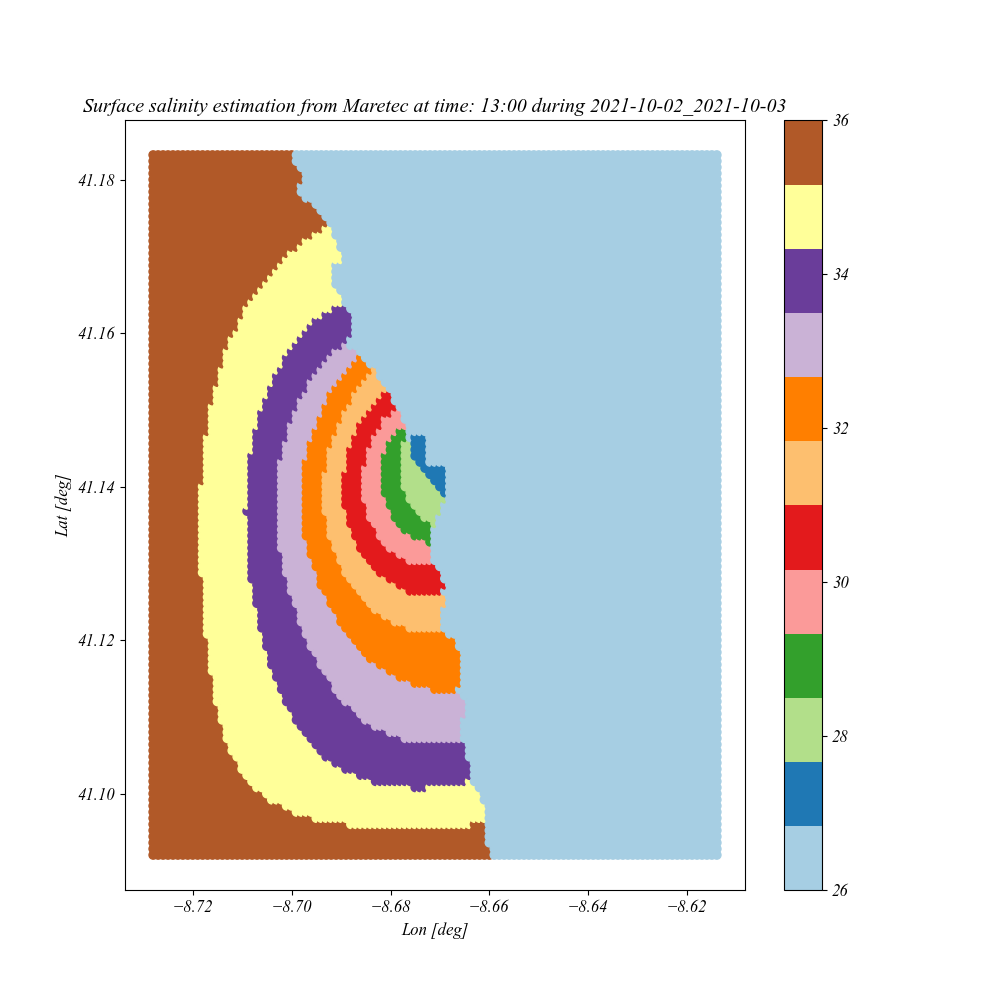 Surface salinity estimation from Maretec at time: 13:00 during 2021-10-02_2021-10-03
36
41.18
34
41.16
32
41.14
Lat [deg]
30
41.12
28
41.10
26
−8.72 −8.70 −8.68 −8.66 −8.64 −8.62
Lon [deg]